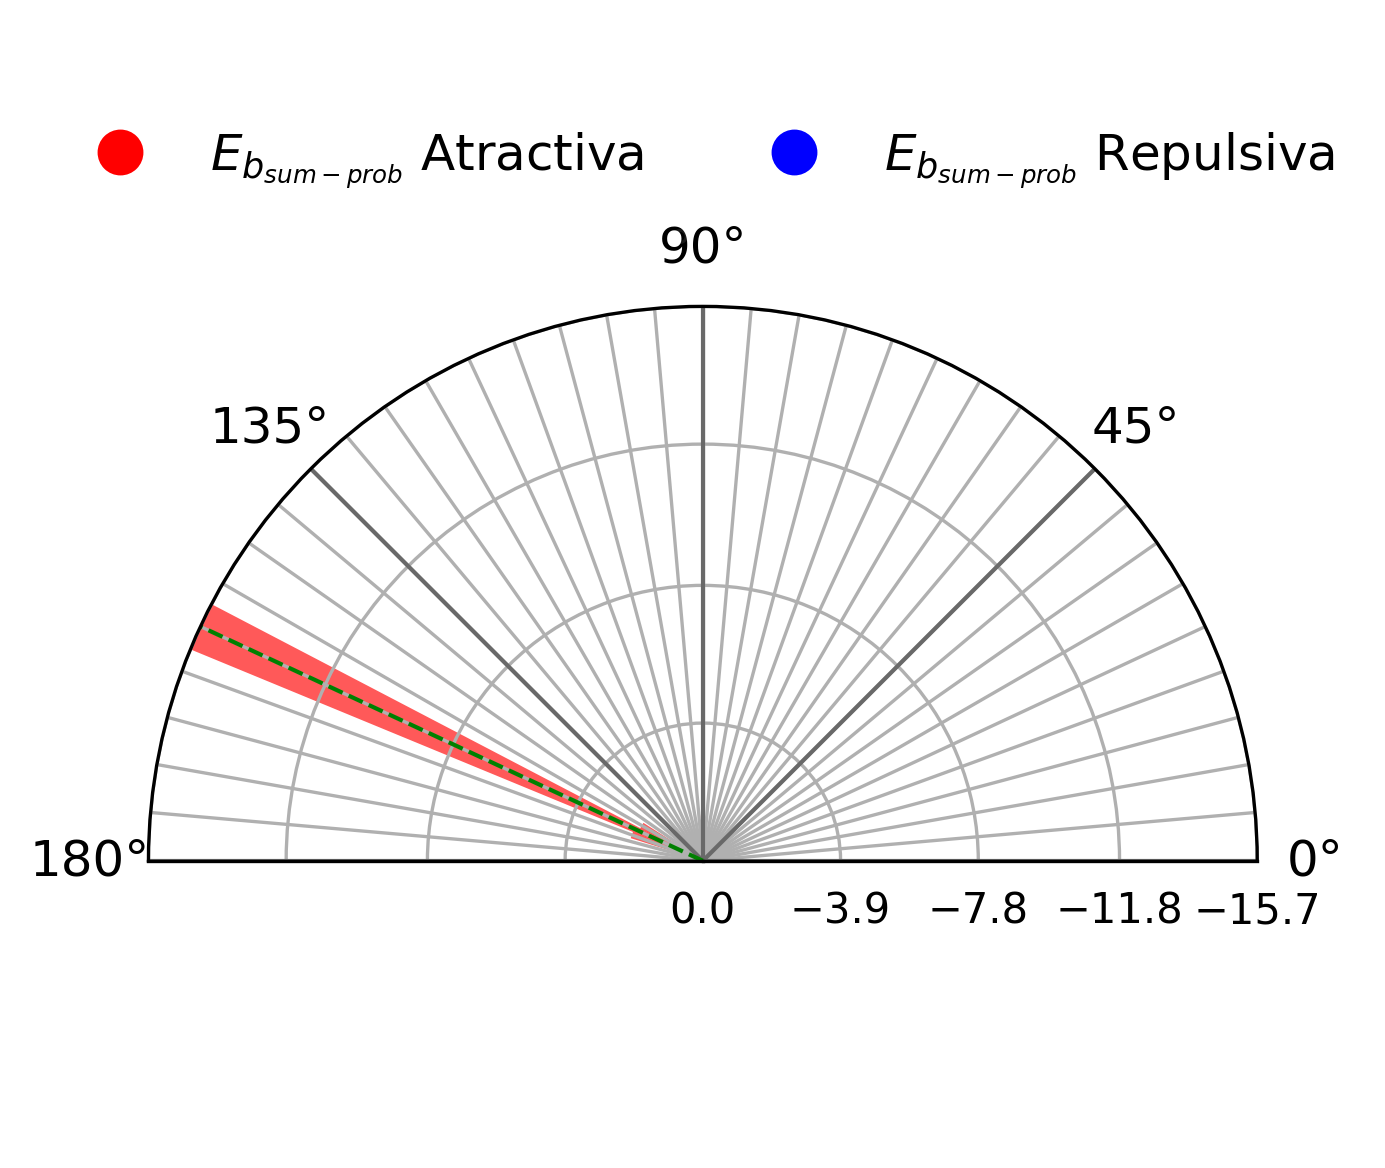 E_{b_{sum-prob}} Atractiva E_{b_{sum-prob}} Repulsiva
90°
135° 45°
180° 0°
0.0 −3.9 −7.8 −11.8 −15.7